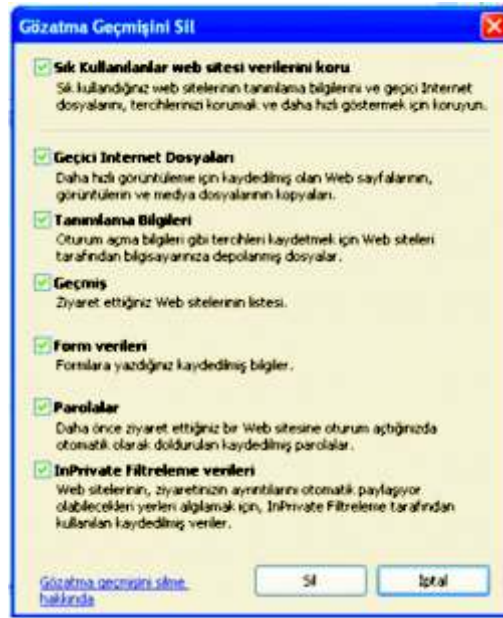 Gözatma Geçmişini Sil
Sık Kullanılanlar web sitesi verilerini koru
Sık kullandığınız web sitelerinin tanımlama bilgilerini ve geçici Internet
dosyalarını, tercihlerinizi korumak ve daha hızlı göstermek için koruyun.
Geçici Internet Dosyaları
Daha hızlı görüntüleme için kaydedilmiş olan Web sayfalarının,
görüntülerin ve medya dosyalarının kopyaları.
Tanımlama Bilgileri
Oturum açma bilgileri gibi tercihleri kaydetmek için Web siteleri
tarafından bilgisayarınıza depolanmış dosyalar.
Geçmiş
Ziyaret ettiğiniz Web sitelerinin listesi.
Form verileri
Formlara yazdığınız kaydedilmiş bilgiler.
Parolalar
Daha önce ziyaret ettiğiniz bir Web sitesine oturum açtığınızda
otomatik olarak doldurulan kaydedilmiş parolalar.
InPrivate Filtreleme verileri
Web sitelerinin, ziyaretinizin ayrıntılarını otomatik paylaşıyor
olabilecekleri yerleri algılamak için, InPrivate Filtreleme tarafından
kullanılan kaydedilmiş veriler.
Gözatma geçmişini silme
hakkında
Sil
İptal